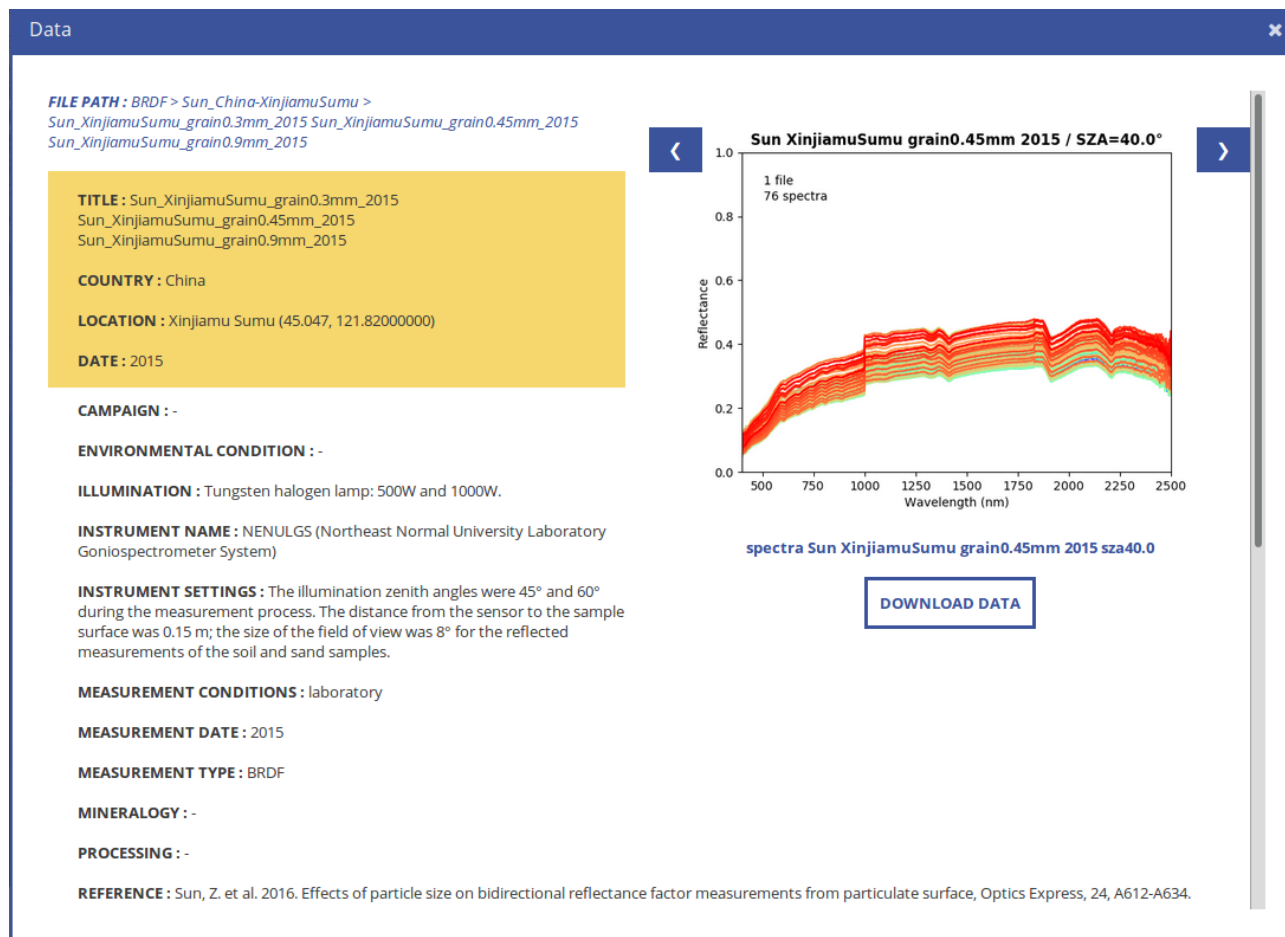 Data
FILE PATH : BRDF > Sun_China-XinjiamuSumu >
Sun_XinjiamuSumu_grain0.3mm_2015 Sun_XinjiamuSumu_grain0.45mm_2015
Sun_XinjiamuSumu_grain0.9mm_2015
TITLE : Sun_XinjiamuSumu_grain0.3mm_2015
Sun_XinjiamuSumu_grain0.45mm_2015
Sun_XinjiamuSumu_grain0.9mm_2015
COUNTRY : China
LOCATION : Xinjiamu Sumu (45.047, 121.82000000)
DATE : 2015
CAMPAIGN : -
ENVIRONMENTAL CONDITION : -
ILLUMINATION : Tungsten halogen lamp: 500W and 1000W.
INSTRUMENT NAME : NENULGS (Northeast Normal University Laboratory
Goniospectrometer System)
INSTRUMENT SETTINGS : The illumination zenith angles were 45° and 60°
during the measurement process. The distance from the sensor to the sample
surface was 0.15 m; the size of the field of view was 8° for the reflected
measurements of the soil and sand samples.
MEASUREMENT CONDITIONS : laboratory
MEASUREMENT DATE : 2015
MEASUREMENT TYPE : BRDF
MINERALOGY : -
PROCESSING : -
REFERENCE : Sun, Z. et al. 2016. Effects of particle size on bidirectional reflectance factor measurements from particulate surface, Optics Express, 24, A612-A634.
Sun XinjiamuSumu grain0.45mm 2015 / SZA=40.0°
1 file
76 spectra
Reflectance
1.0
0.8
0.6
0.4
0.2
0.0
500 750 1000 1250 1500 1750 2000 2250 2500
Wavelength (nm)
spectra Sun XinjiamuSumu grain0.45mm 2015 sza40.0
DOWNLOAD DATA